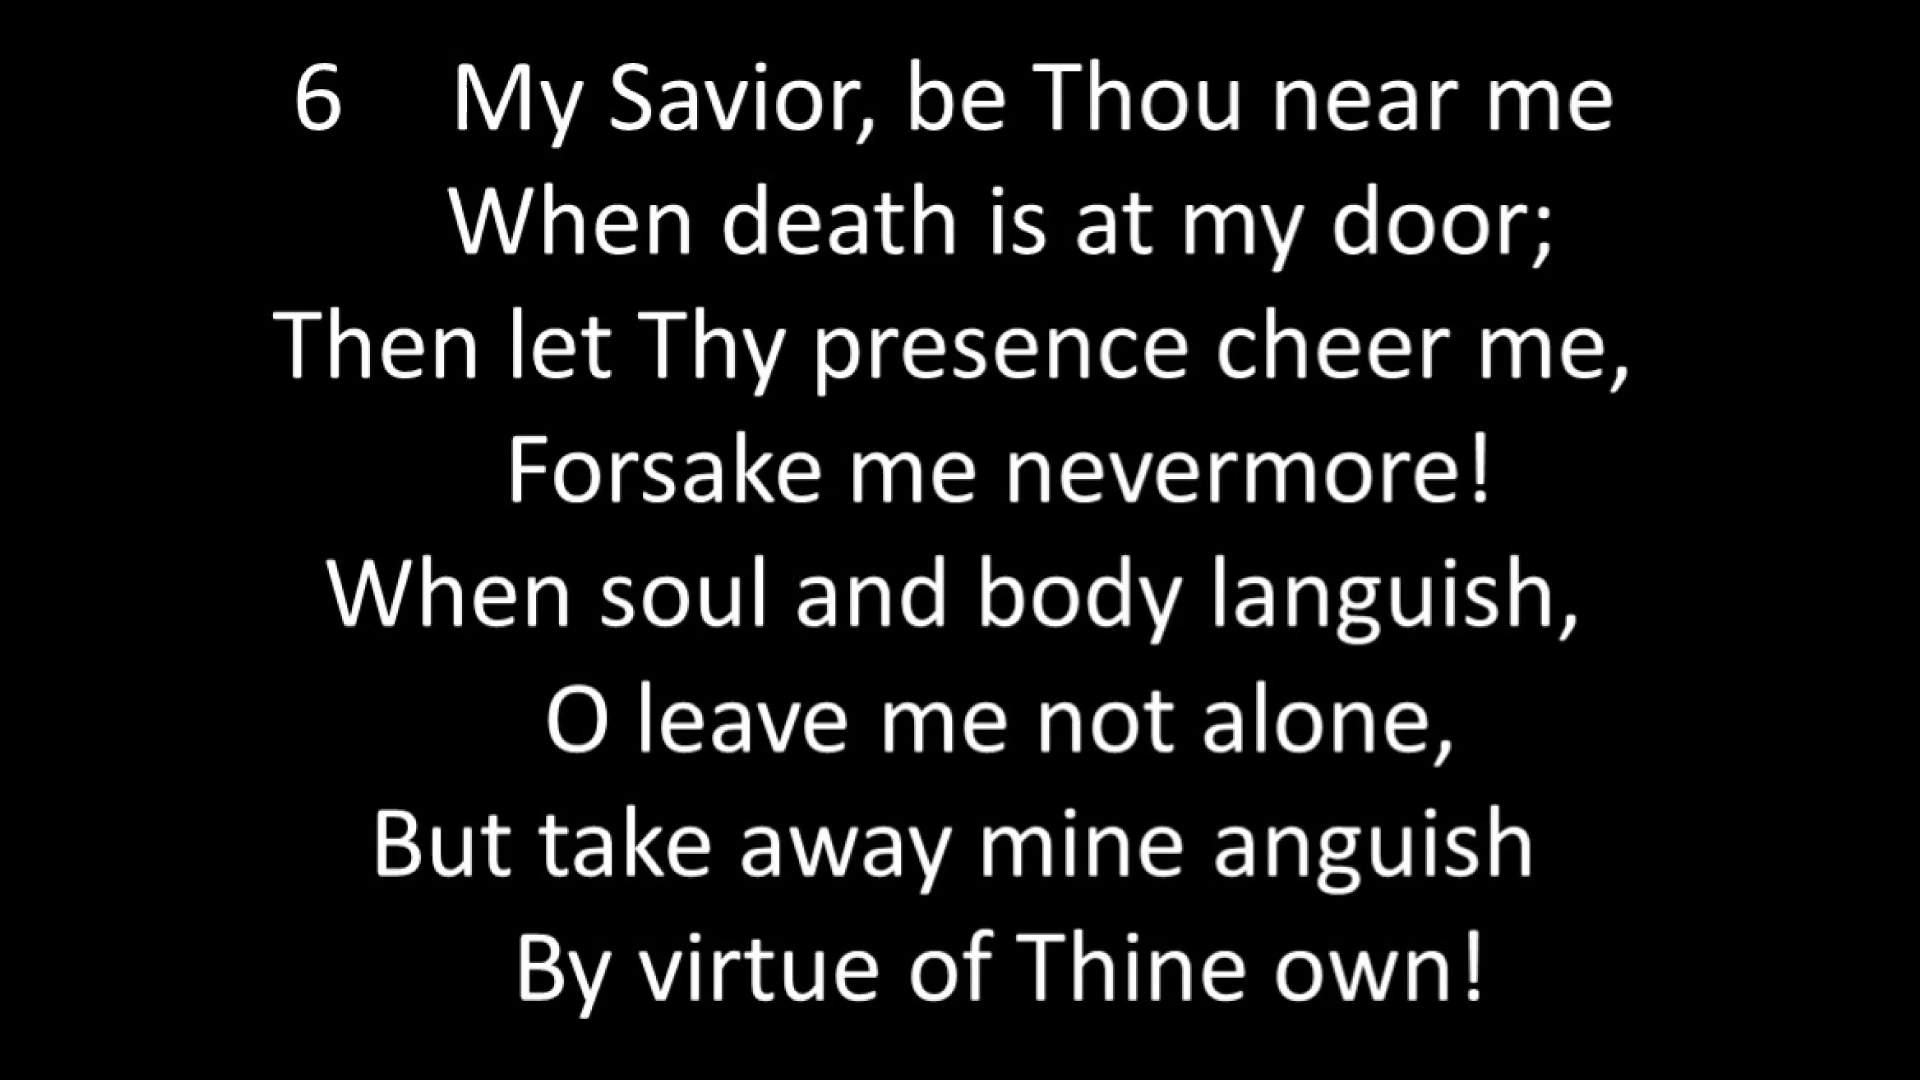 6 My Savior, be Thou near me
When death is at my door;
Then let Thy presence cheer me,
Forsake me nevermore!
When soul and body languish,
O leave me not alone,
But take away mine anguish
By virtue of Thine own!